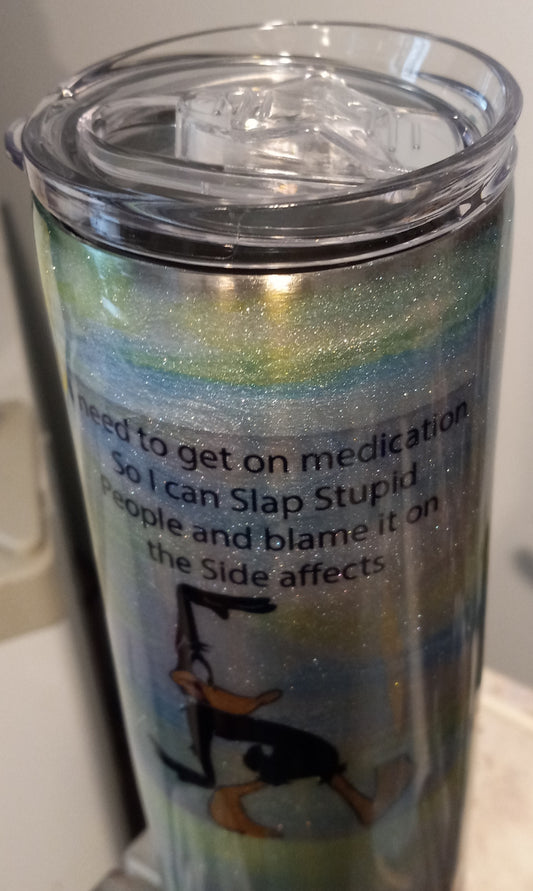 need to get on medication
So I can Slap Stupid
People and blame it on
the Side affects